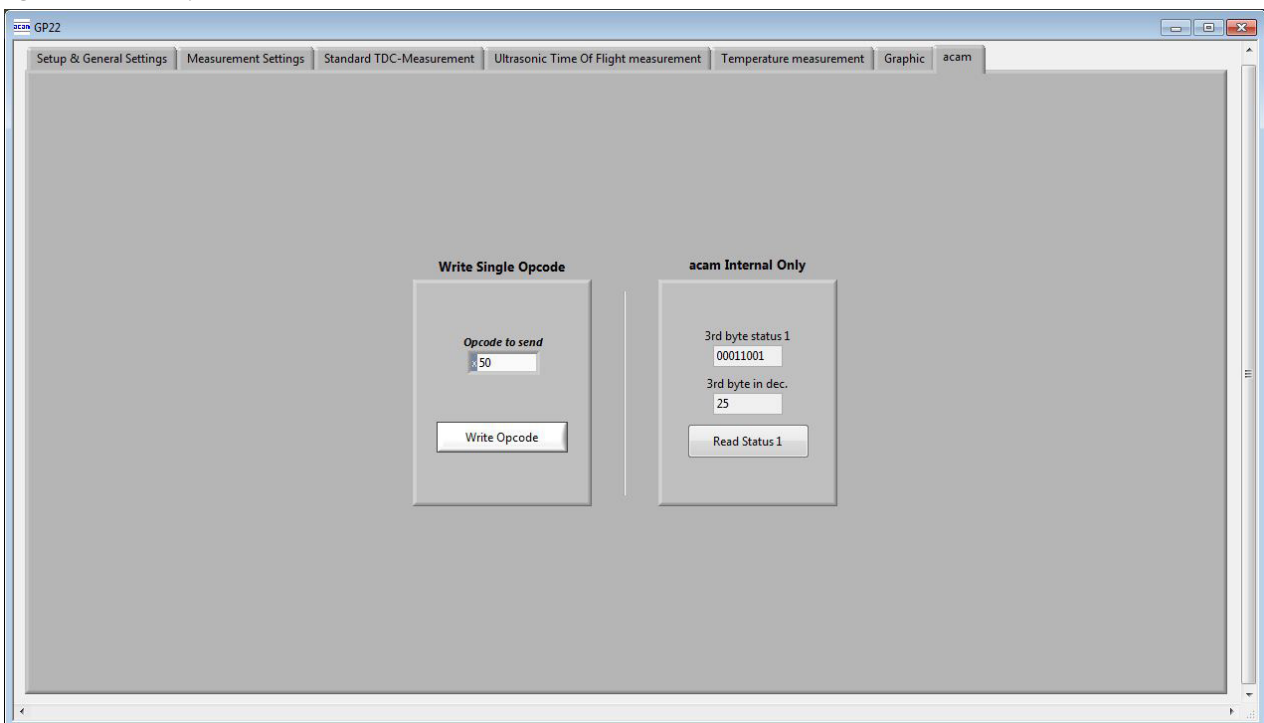 acam GP22
Setup & General Settings Measurement Settings Standard TDC-Measurement Ultrasonic Time Of Flight measurement Temperature measurement Graphic acam
Write Single Opcode
Opcode to send
x 50
Write Opcode
acam Internal Only
3rd byte status 1
00011001
3rd byte in dec.
25
Read Status 1